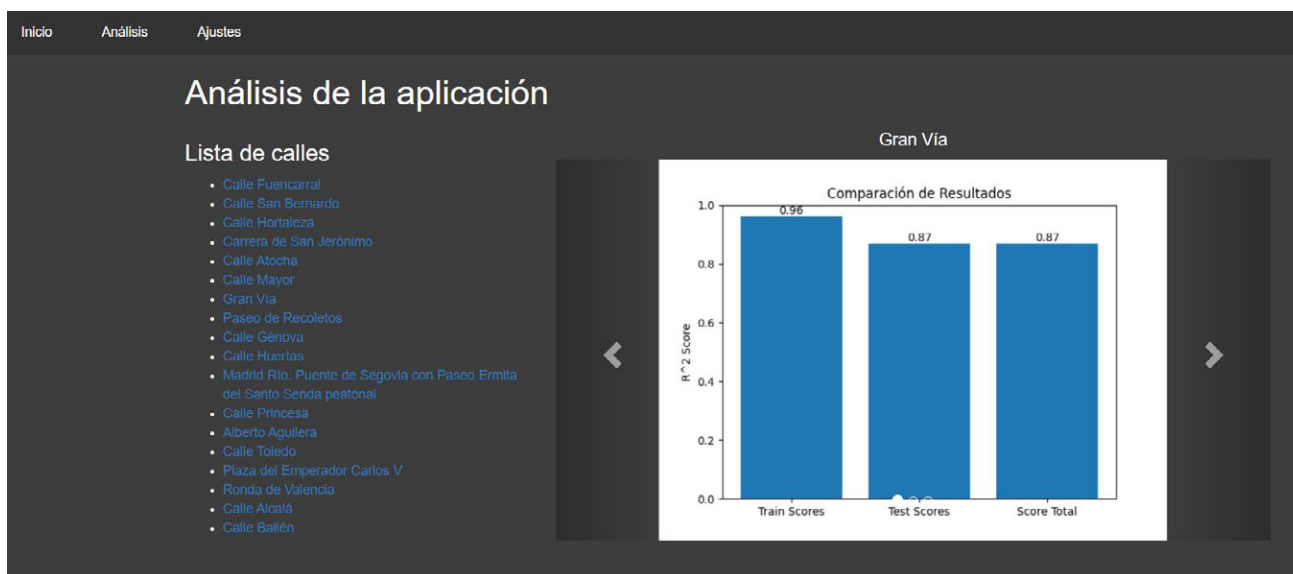 Inicio Análisis Ajustes
Análisis de la aplicación
Lista de calles
Calle Fuencarral
Calle San Bernardo
Calle Hortaleza
Carrera de San Jerónimo
Calle Atocha
Calle Mayor
Gran Vía
Paseo de Recoletos
Calle Génova
Calle Huertas
Madrid Río. Puente de Segovia con Paseo Ermita
del Santo Senda peatonal
Calle Princesa
Alberto Aguilera
Calle Toledo
Plaza del Emperador Carlos V
Ronda de Valencia
Calle Alcalá
Calle Bailén
Gran Vía
Comparación de Resultados
1.0
0.8
0.6
0.4
0.2
0.0
R^2 Score
0.96
0.87
0.87
Train Scores Test Scores Score Total